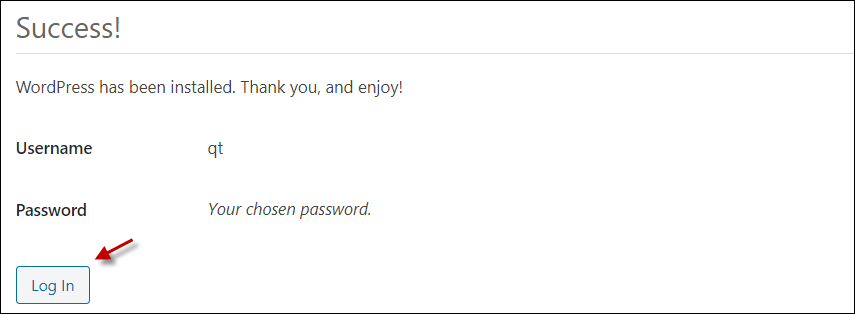 Success!
WordPress has been installed. Thank you, and enjoy!
Username qt
Password Your chosen password.
Log In